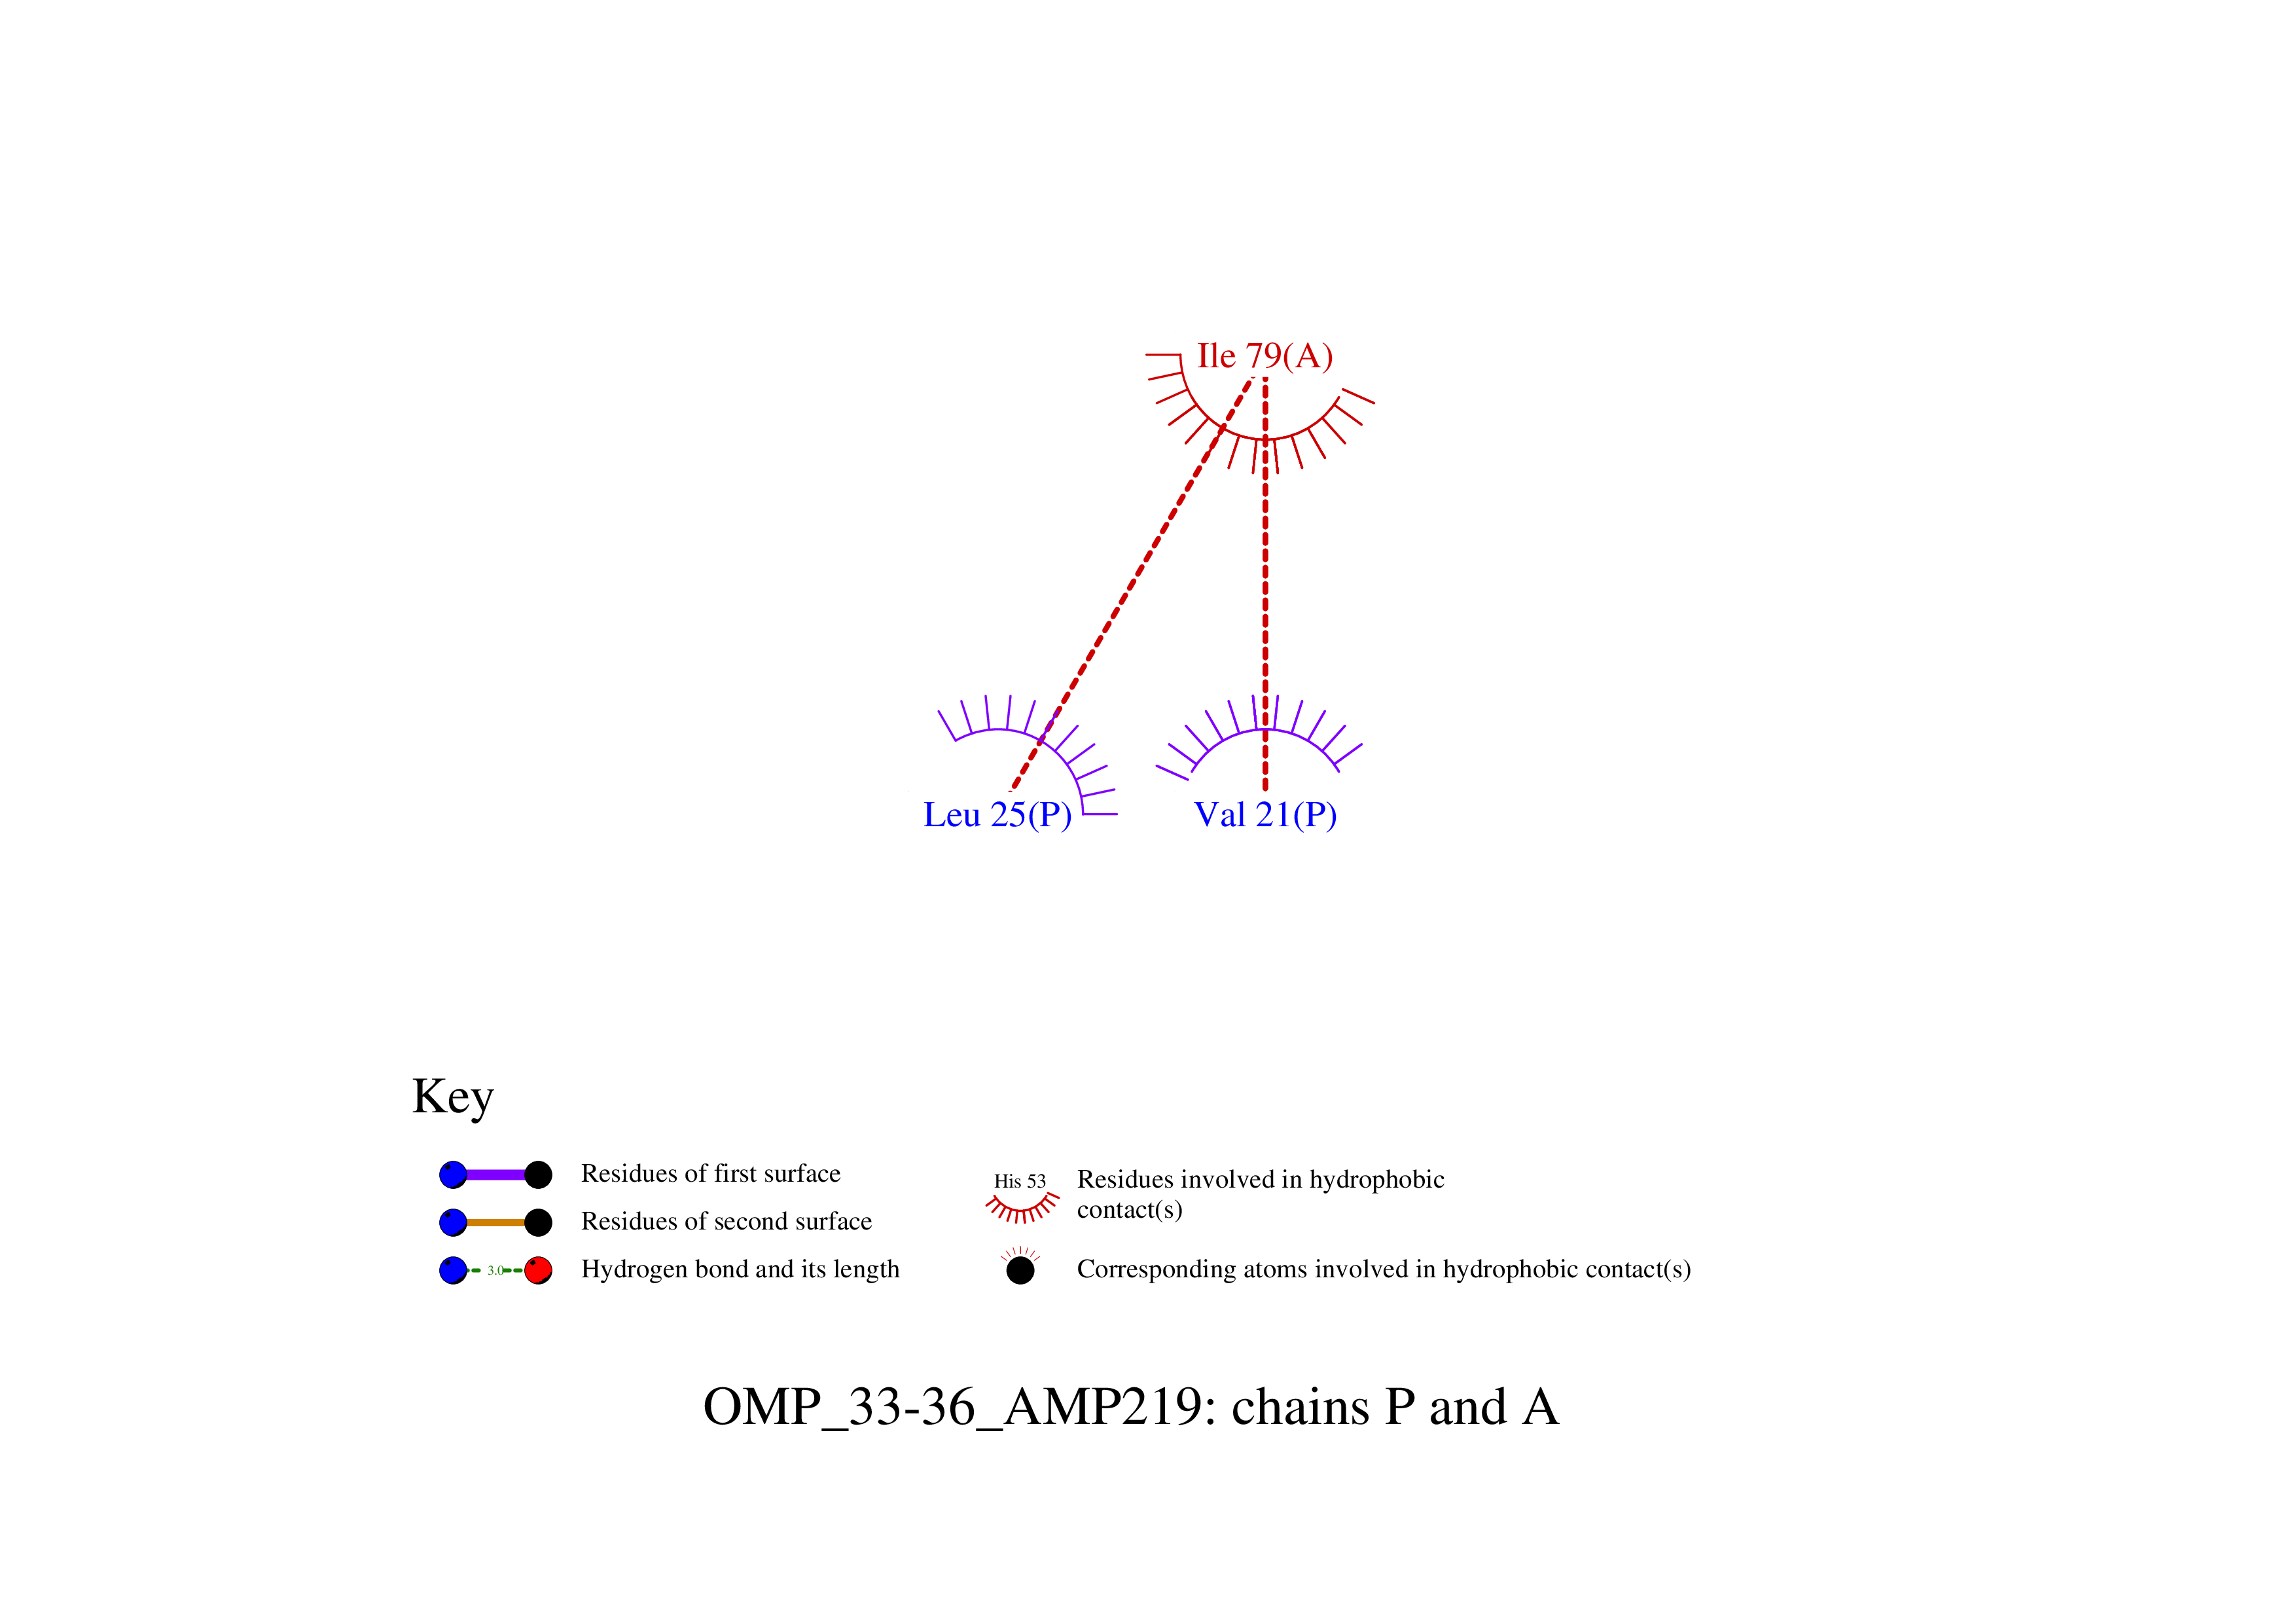 Ile 79(A)
Leu 25(P)
Val 21(P)
Key
Residues of first surface
Residues of second surface
3.0
Hydrogen bond and its length
His 53
Residues involved in hydrophobic
contact(s)
Corresponding atoms involved in hydrophobic contact(s)
OMP_33-36_AMP219: chains P and A